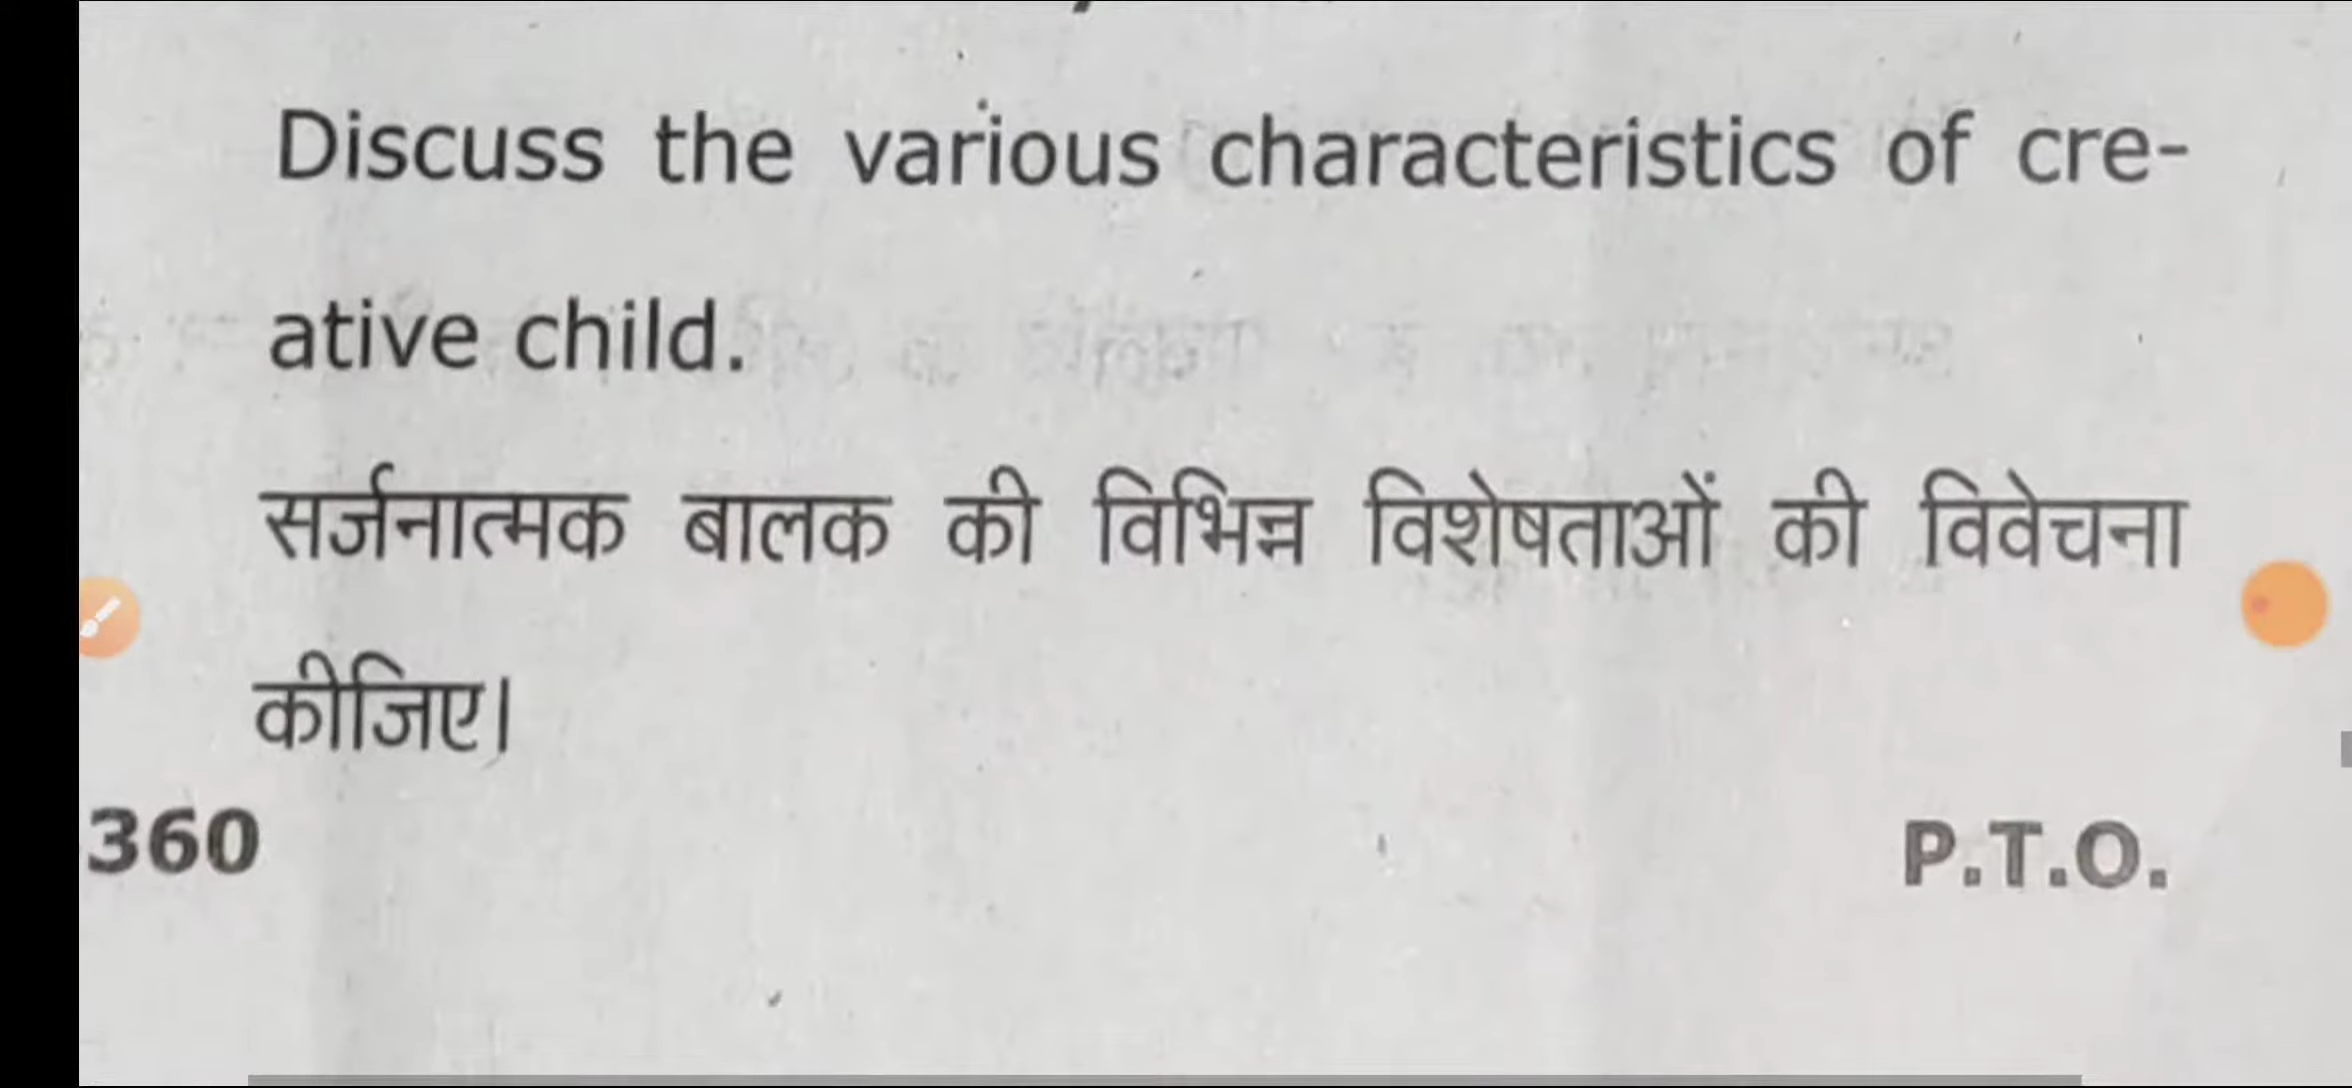 Discuss the various characteristics of cre-
ative child.
सर्जनात्मक बालक की विभिन्न विशेषताओं की विवेचना
कीजिए।
360 P.T.O.